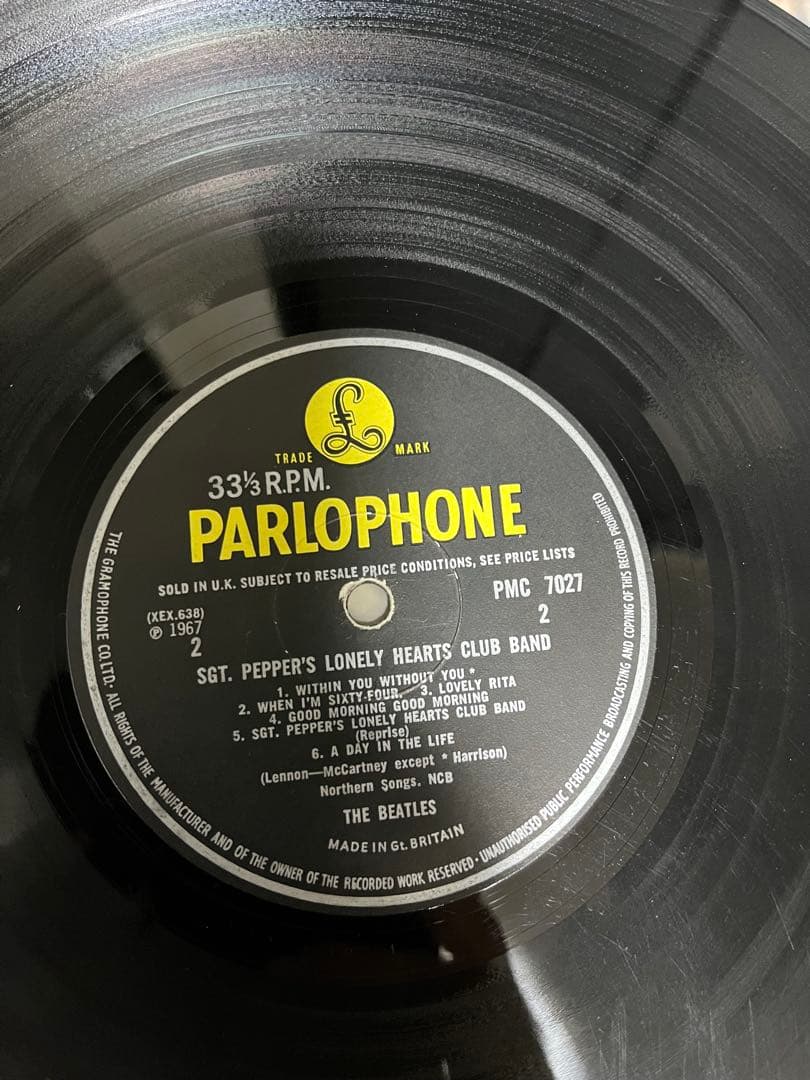 £
TRADE MARK
33⅓ R.P.M.
PARLOPHONE
SOLD IN U.K. SUBJECT TO RESALE PRICE CONDITIONS, SEE PRICE LISTS
(XEX.638)
℗ 1967
2
PMC 7027
2
SGT. PEPPER'S LONELY HEARTS CLUB BAND
1. WITHIN YOU WITHOUT YOU *
2. WHEN I'M SIXTY-FOUR 3. LOVELY RITA
4. GOOD MORNING GOOD MORNING
5. SGT. PEPPER'S LONELY HEARTS CLUB BAND
(Reprise)
6. A DAY IN THE LIFE
(Lennon—McCartney except * Harrison)
Northern Songs. NCB
THE BEATLES
MADE IN Gt. BRITAIN
THE GRAMOPHONE CO. LTD · ALL RIGHTS OF THE MANUFACTURER AND OF THE OWNER OF THE RECORDED WORK RESERVED · UNAUTHORISED PUBLIC PERFORMANCE BROADCASTING AND COPYING OF THIS RECORD PROHIBITED